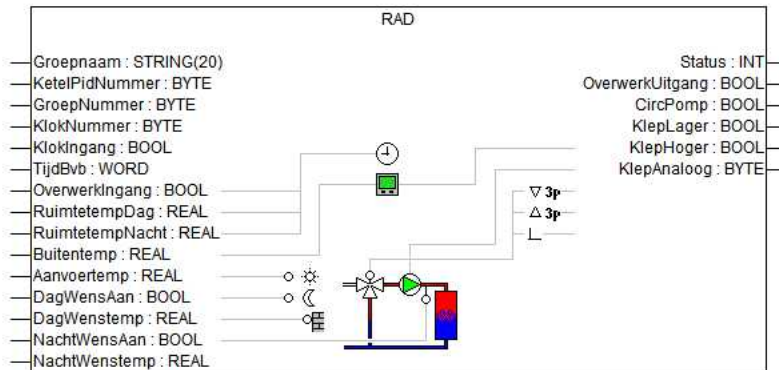 RAD
Groepnaam : STRING(20)
KetelPidNummer : BYTE
GroepNummer : BYTE
KlokNummer : BYTE
KlokIngang : BOOL
TijdBvb : WORD
OverwerkIngang : BOOL
RuimtetempDag : REAL
RuimtetempNacht : REAL
Buitentemp : REAL
Aanvoertemp : REAL
DagWensAan : BOOL
DagWenstemp : REAL
NachtWensAan : BOOL
NachtWenstemp : REAL
Status : INT
OverwerkUitgang : BOOL
CircPomp : BOOL
KlepLager : BOOL
KlepHoger : BOOL
KlepAnaloog : BYTE
3p
3p